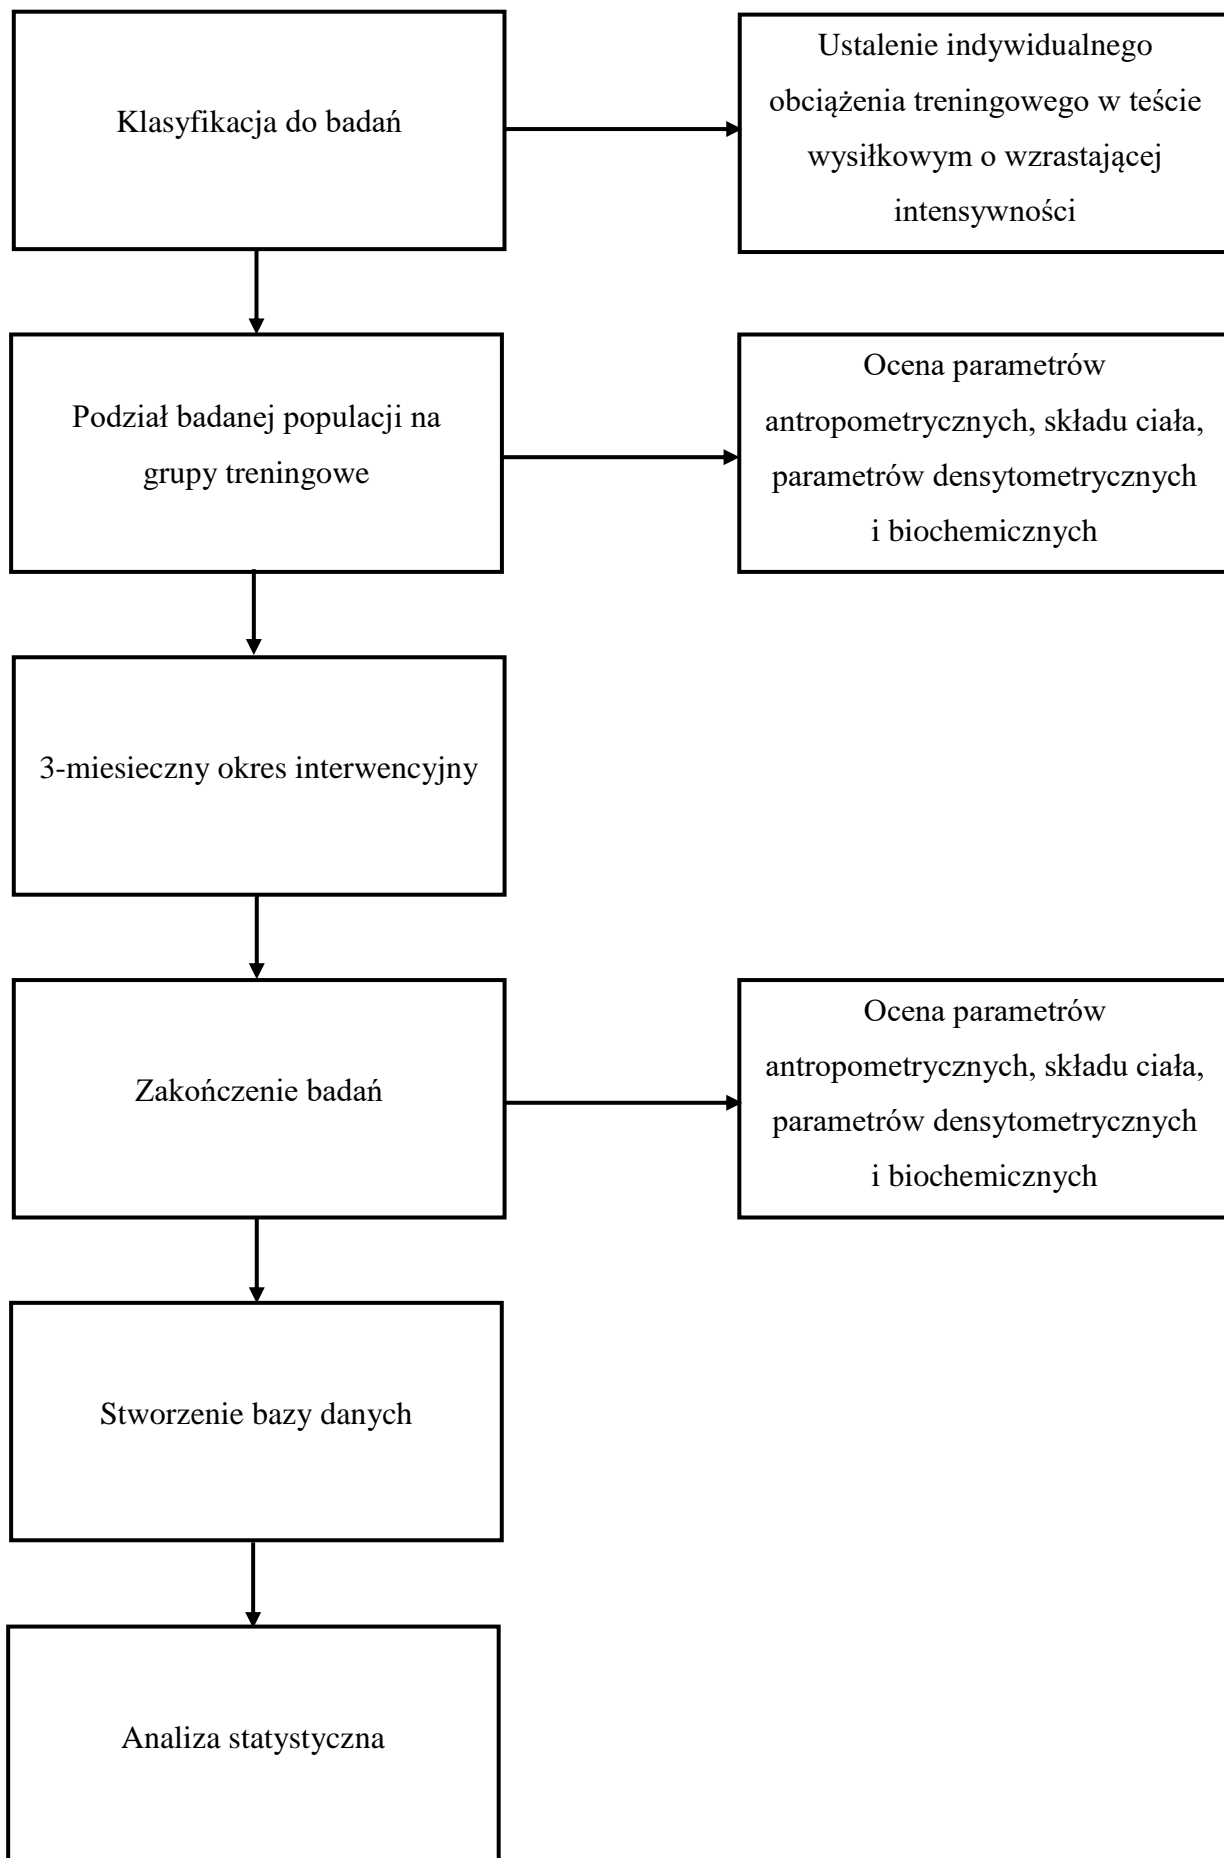 Klasyfikacja do badań
Ustalenie indywidualnego
obciążenia treningowego w teście
wysiłkowym o wzrastającej
intensywności
Podział badanej populacji na
grupy treningowe
Ocena parametrów
antropometrycznych, składu ciała,
parametrów densytometrycznych
i biochemicznych
3-miesieczny okres interwencyjny
Zakończenie badań
Ocena parametrów
antropometrycznych, składu ciała,
parametrów densytometrycznych
i biochemicznych
Stworzenie bazy danych
Analiza statystyczna